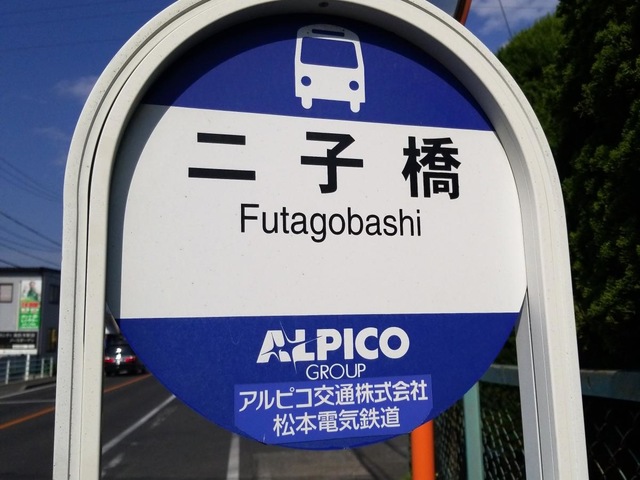 二子橋
Futagobashi
ALPICO
GROUP
アルピコ交通株式会社
松本電気鉄道